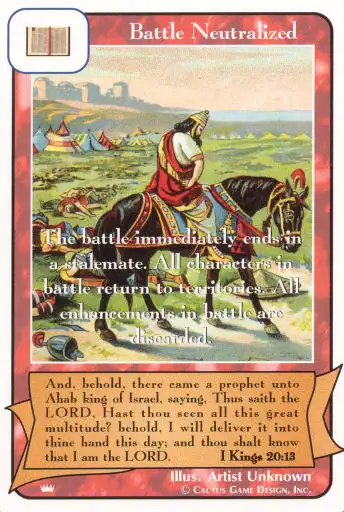 Battle Neutralized
The battle immediately ends in
a stalemate. All characters in
battle return to territories. All
enhancements in battle are
discarded.
And, behold, there came a prophet unto
Ahab king of Israel, saying, Thus saith the
LORD, Hast thou seen all this great
multitude? behold, I will deliver it into
thine hand this day; and thou shalt know
that I am the LORD. I Kings 20:13
Illus. Artist Unknown
© Cactus Game Design, Inc.